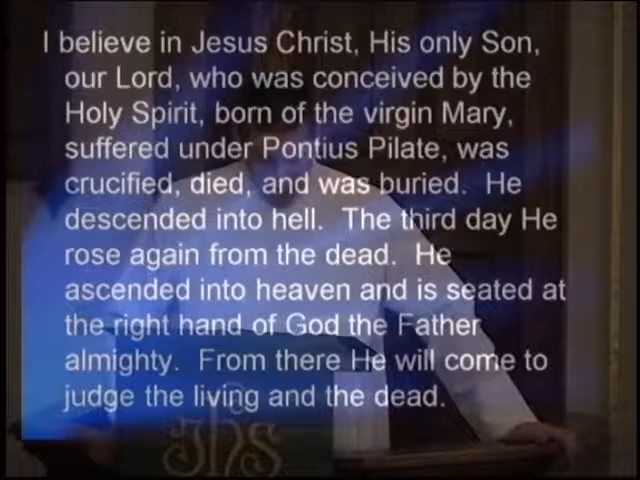 I believe in Jesus Christ, His only Son,
our Lord, who was conceived by the
Holy Spirit, born of the virgin Mary,
suffered under Pontius Pilate, was
crucified, died, and was buried.  He
descended into hell.  The third day He
rose again from the dead.  He
ascended into heaven and is seated at
the right hand of God the Father
almighty.  From there He will come to
judge the living and the dead.
IHS